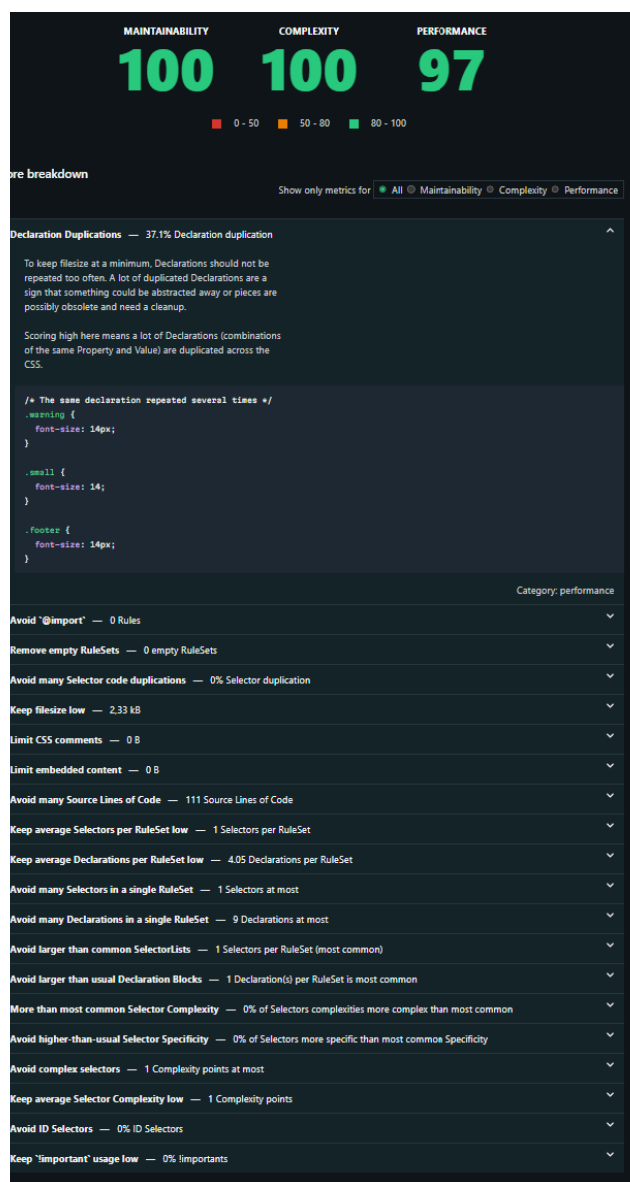 MAINTAINABILITY COMPLEXITY PERFORMANCE
100 100 97
0 - 50 50 - 80 80 - 100
ore breakdown
Show only metrics for All Maintainability Complexity Performance
Declaration Duplications — 37.1% Declaration duplication
To keep filesize at a minimum, Declarations should not be
repeated too often. A lot of duplicated Declarations are a
sign that something could be abstracted away or pieces are
possibly obsolete and need a cleanup.
Scoring high here means a lot of Declarations (combinations
of the same Property and Value) are duplicated across the
CSS.
/* The same declaration repeated several times */
.warning {
font-size: 14px;
}
.small {
font-size: 14;
}
.footer {
font-size: 14px;
}
Category: performance
Avoid `@import` — 0 Rules
Remove empty RuleSets — 0 empty RuleSets
Avoid many Selector code duplications — 0% Selector duplication
Keep filesize low — 2,33 kB
Limit CSS comments — 0 B
Limit embedded content — 0 B
Avoid many Source Lines of Code — 111 Source Lines of Code
Keep average Selectors per RuleSet low — 1 Selectors per RuleSet
Keep average Declarations per RuleSet low — 4.05 Declarations per RuleSet
Avoid many Selectors in a single RuleSet — 1 Selectors at most
Avoid many Declarations in a single RuleSet — 9 Declarations at most
Avoid larger than common SelectorLists — 1 Selectors per RuleSet (most common)
Avoid larger than usual Declaration Blocks — 1 Declaration(s) per RuleSet is most common
More than most common Selector Complexity — 0% of Selectors complexities more complex than most common
Avoid higher-than-usual Selector Specificity — 0% of Selectors more specific than most common Specificity
Avoid complex selectors — 1 Complexity points at most
Keep average Selector Complexity low — 1 Complexity points
Avoid ID Selectors — 0% ID Selectors
Keep `!important` usage low — 0% !importants